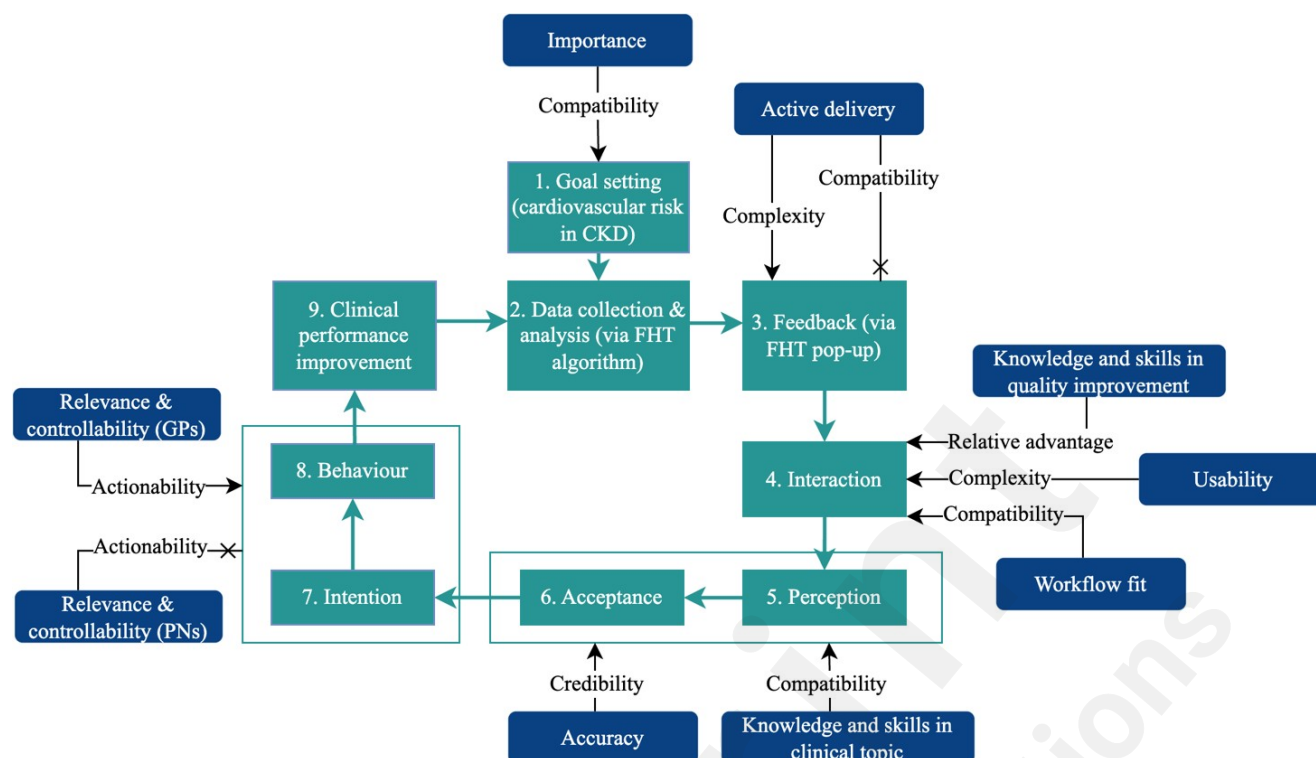 Importance
Compatibility
Active delivery
Compatibility
Complexity
1. Goal setting
(cardiovascular risk
in CKD)
9. Clinical
performance
improvement
2. Data collection &
analysis (via FHT
algorithm)
3. Feedback (via
FHT pop-up)
Knowledge and skills in
quality improvement
Relative advantage
Relevance &
controllability (GPs)
Actionability
8. Behaviour
4. Interaction
Complexity
Usability
Compatibility
Workflow fit
Actionability
Relevance &
controllability (PNs)
7. Intention
6. Acceptance
5. Perception
Credibility
Compatibility
Accuracy
Knowledge and skills in
clinical topic